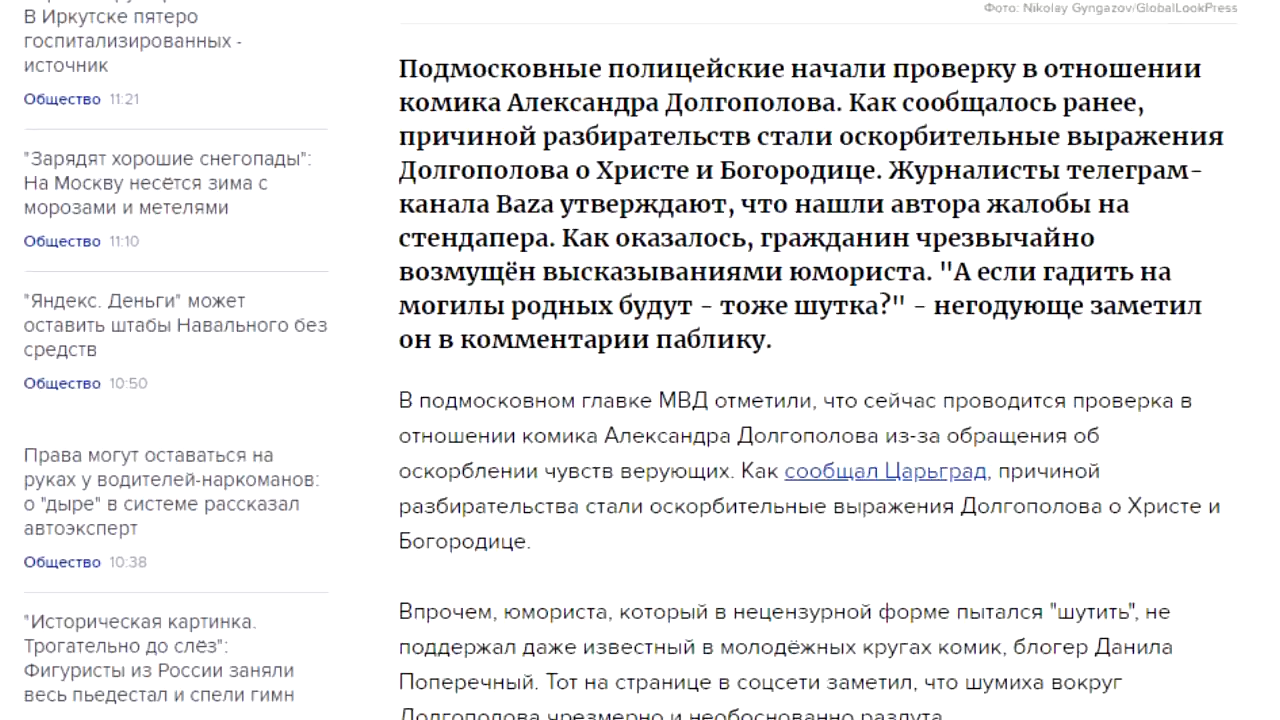 В Иркутске пятеро
госпитализированных -
источник
Общество 11:21
"Зарядят хорошие снегопады":
На Москву несётся зима с
морозами и метелями
Общество 11:10
"Яндекс. Деньги" может
оставить штабы Навального без
средств
Общество 10:50
Права могут оставаться на
руках у водителей-наркоманов:
о "дыре" в системе рассказал
автоэксперт
Общество 10:38
"Историческая картинка.
Трогательно до слёз":
Фигуристы из России заняли
весь пьедестал и спели гимн
Фото: Nikolay Gyngazov/GlobalLookPress
Подмосковные полицейские начали проверку в отношении
комика Александра Долгополова. Как сообщалось ранее,
причиной разбирательств стали оскорбительные выражения
Долгополова о Христе и Богородице. Журналисты телеграм-
канала Baza утверждают, что нашли автора жалобы на
стендапера. Как оказалось, гражданин чрезвычайно
возмущён высказываниями юмориста. "А если гадить на
могилы родных будут - тоже шутка?" - негодующе заметил
он в комментарии паблику.
В подмосковном главке МВД отметили, что сейчас проводится проверка в
отношении комика Александра Долгополова из-за обращения об
оскорблении чувств верующих. Как сообщал Царьград, причиной
разбирательства стали оскорбительные выражения Долгополова о Христе и
Богородице.
Впрочем, юмориста, который в нецензурной форме пытался "шутить", не
поддержал даже известный в молодёжных кругах комик, блогер Данила
Поперечный. Тот на странице в соцсети заметил, что шумиха вокруг
Долгополова чрезмерно и необоснованно раздута.